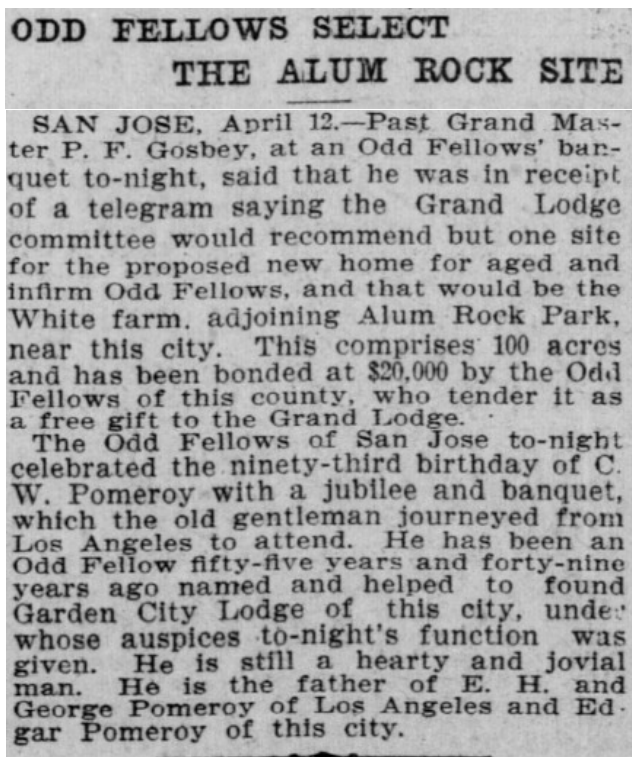 ODD FELLOWS SELECT
THE ALUM ROCK SITE
SAN JOSE, April 12.—Past Grand Mas-
ter P. F. Gosbey, at an Odd Fellows' ban-
quet to-night, said that he was in receipt
of a telegram saying the Grand Lodge
committee would recommend but one site
for the proposed new home for aged and
infirm Odd Fellows, and that would be the
White farm, adjoining Alum Rock Park,
near this city. This comprises 100 acres
and has been bonded at $20,000 by the Odd
Fellows of this county, who tender it as
a free gift to the Grand Lodge.
The Odd Fellows of San Jose to-night
celebrated the ninety-third birthday of C.
W. Pomeroy with a jubilee and banquet,
which the old gentleman journeyed from
Los Angeles to attend. He has been an
Odd Fellow fifty-five years and forty-nine
years ago named and helped to found
Garden City Lodge of this city, under
whose auspices to-night's function was
given. He is still a hearty and jovial
man. He is the father of E. H. and
George Pomeroy of Los Angeles and Ed-
gar Pomeroy of this city.